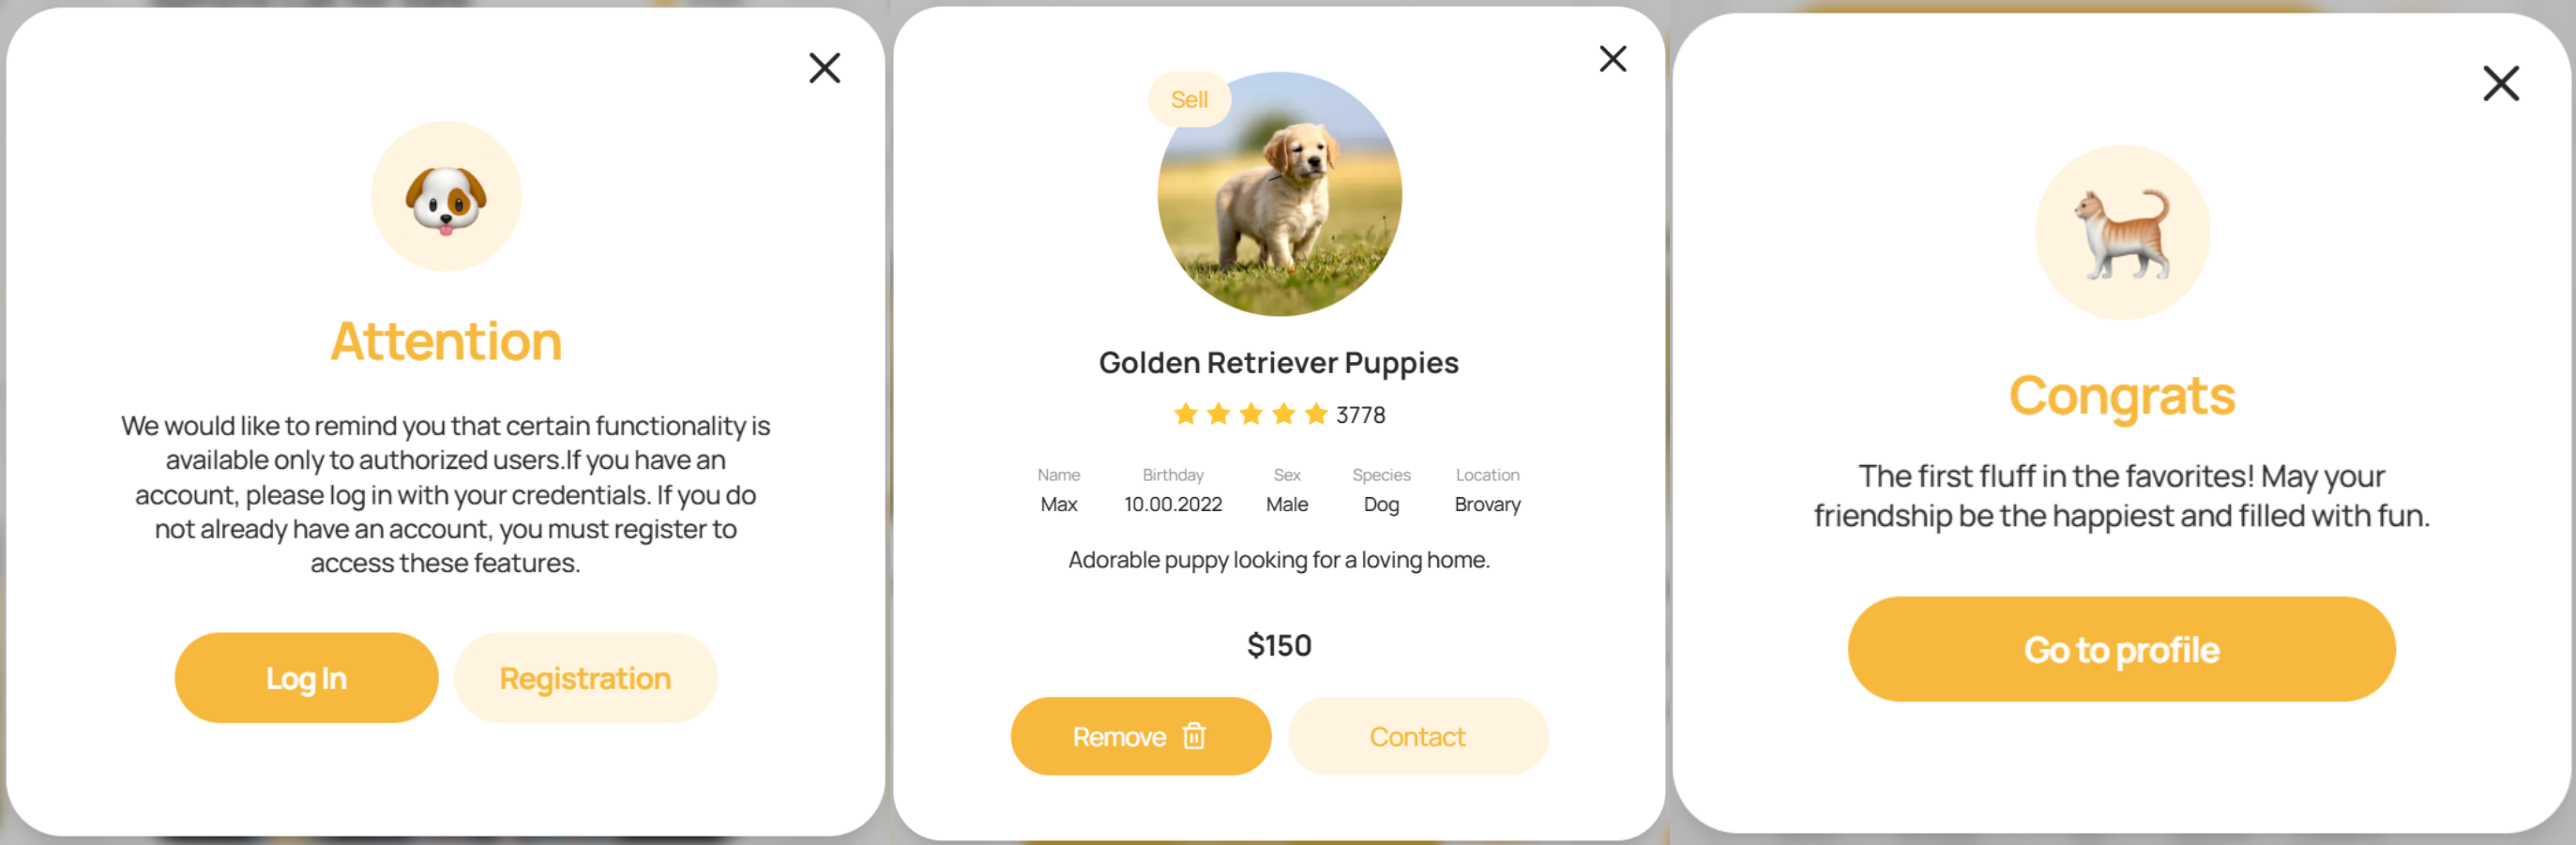 Attention
We would like to remind you that certain functionality is
available only to authorized users.If you have an
account, please log in with your credentials. If you do
not already have an account, you must register to
access these features.
Log In
Registration
Sell
Golden Retriever Puppies
3778
Name Birthday Sex Species Location
Max 10.00.2022 Male Dog Brovary
Adorable puppy looking for a loving home.
$150
Remove
Contact
Congrats
The first fluff in the favorites! May your
friendship be the happiest and filled with fun.
Go to profile